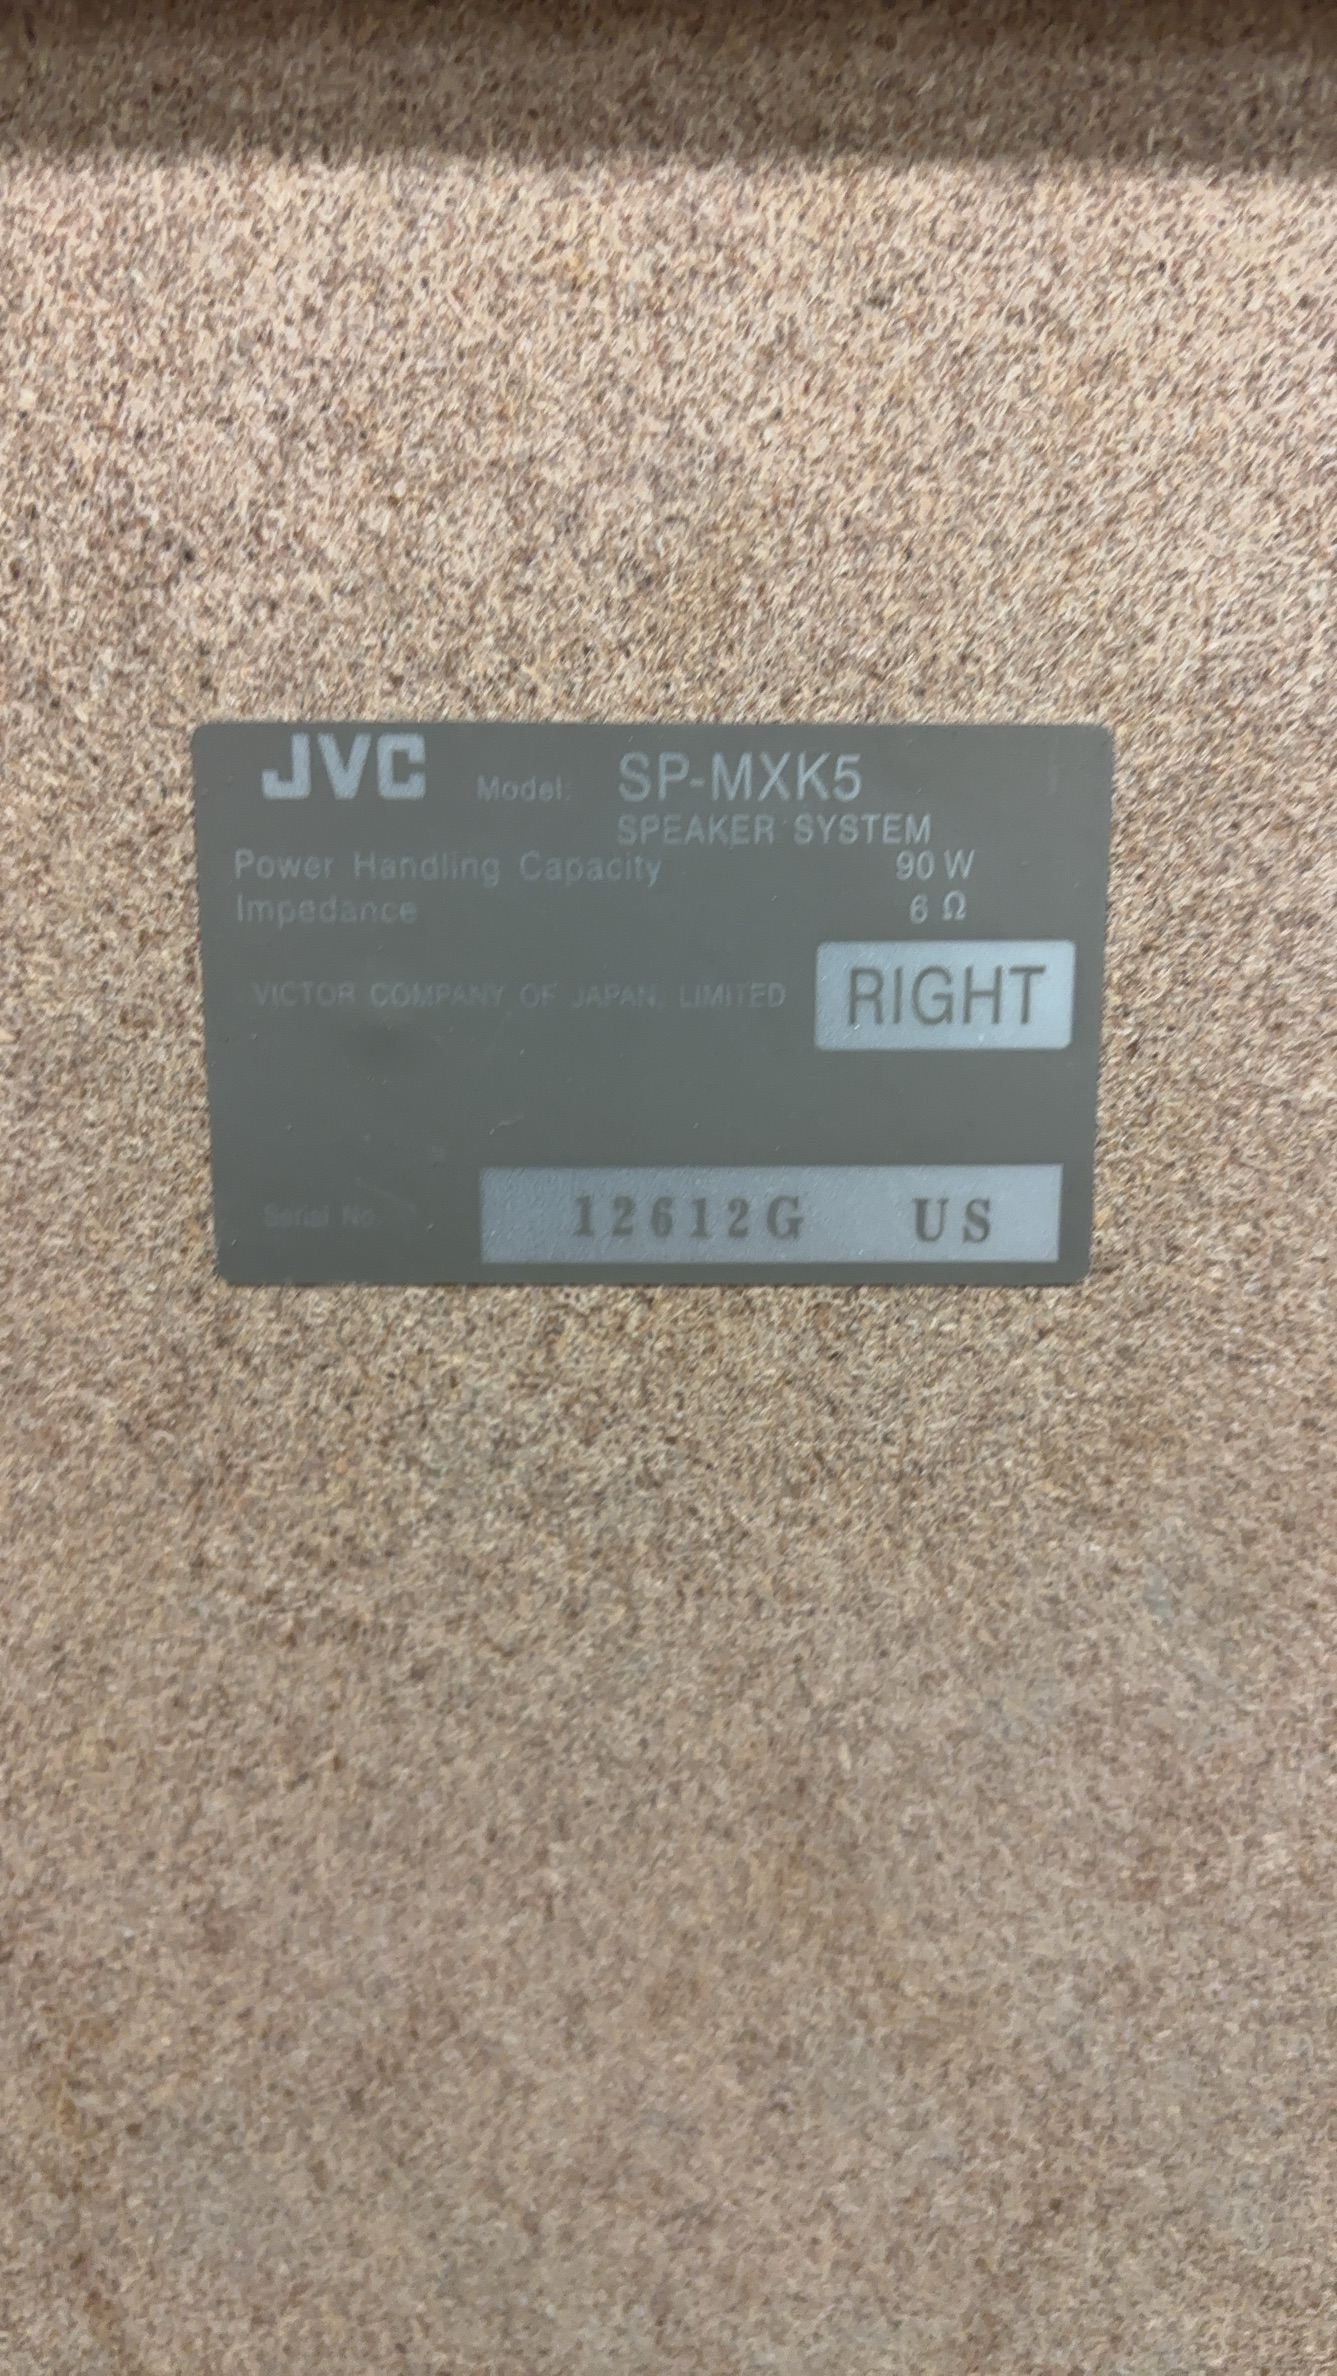 JVC Model: SP-MXK5
SPEAKER SYSTEM
Power Handling Capacity 90 W
Impedance 6 Ω
VICTOR COMPANY OF JAPAN, LIMITED RIGHT
Serial No. 12612G US